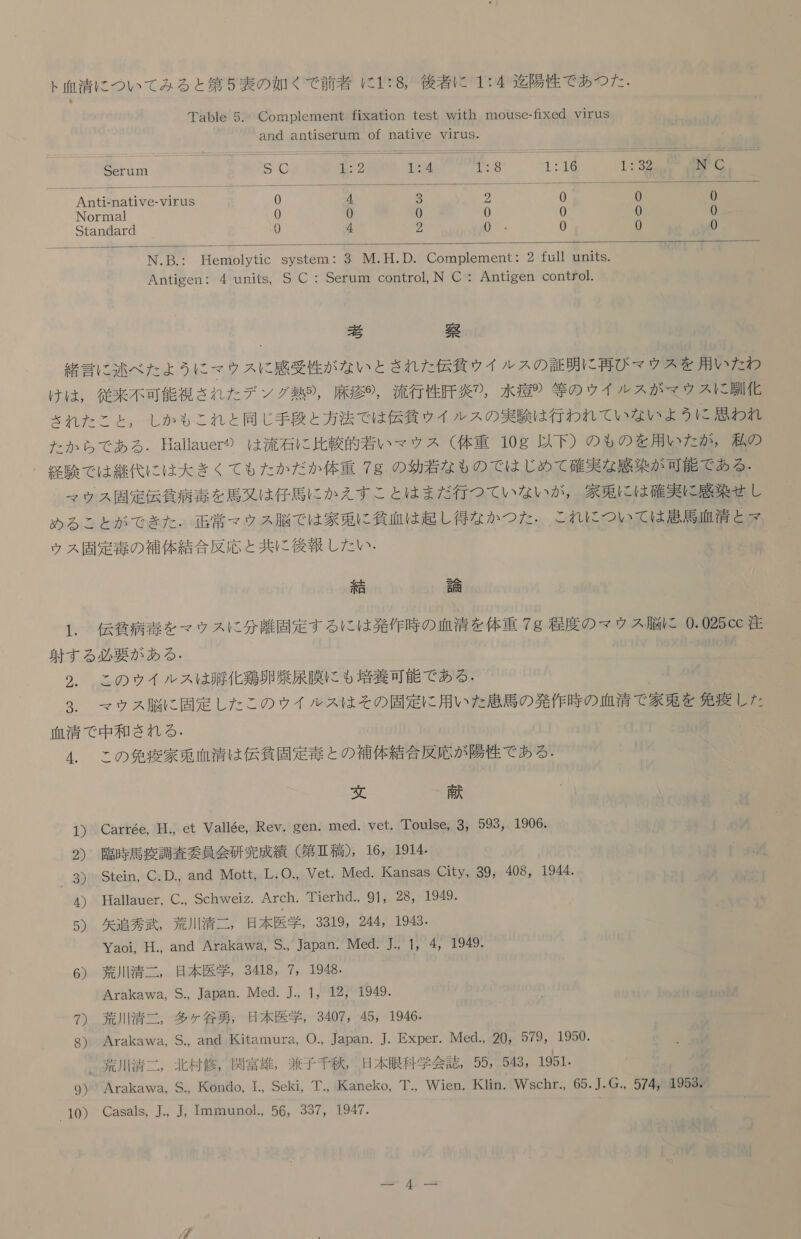 ト血清についてみると第5表の如くで前者 に1:8, 後者に 1:4 迄陽性であつた.
Table 5. Complement fixation test with mouse-fixed virus
and antiserum of native virus.
Serum S C 1:2 1:4 1:8 1:16 1:32 N C
Anti-native-virus 0 4 3 2 0 0 0
Normal 0 0 0 0 0 0 0
Standard 0 4 2 0 0 0 0
N.B.: Hemolytic system: 3 M.H.D. Complement: 2 full units.
Antigen: 4 units, S C : Serum control, N C : Antigen control.
考 察
緒言に述べたようにマウスに感受性がないとされた伝貧ウイルスの証明に再びマウスを用いたわ
けは, 従来不可能視されたデング熱5), 麻疹6), 流行性肝炎7), 水痘9) 等のウイルスがマウスに馴化
されたこと, しかもこれと同じ手段と方法では伝貧ウイルスの実験は行われていないように思われ
たからである. Hallauer4) は流石に比較的若いマウス (体重 10g 以下) のものを用いたが, 私の
経験では継代には大きくてもたかだか体重 7g の幼若なものではじめて確実な感染が可能である.
マウス固定伝貧病毒を馬又は仔馬にかえすことはまだ行つていないが, 家兎には確実に感染せし
めることができた. 正常マウス脳では家兎に貧血は起し得なかつた. これについては患馬血清とマ
ウス固定毒の補体結合反応と共に後報したい.
結 論
1. 伝貧病毒をマウスに分離固定するには発作時の血清を体重 7g 程度のマウス脳に 0.025cc 注
射する必要がある.
2. このウイルスは孵化鶏卵漿尿膜にも培養可能である.
3. マウス脳に固定したこのウイルスはその固定に用いた患馬の発作時の血清で家兎を免疫した
血清で中和される.
4. この免疫家兎血清は伝貧固定毒との補体結合反応が陽性である.
文 献
1) Carrée, H., et Vallée, Rev. gen. med. vet. Toulse, 3, 593, 1906.
2) 臨時馬疫調査委員会研究成績 (第Ⅱ稿), 16, 1914.
3) Stein, C.D., and Mott, L.O., Vet. Med. Kansas City, 39, 408, 1944.
4) Hallauer, C., Schweiz. Arch. Tierhd., 91, 28, 1949.
5) 矢追秀武, 荒川清二, 日本医学, 3319, 244, 1943.
Yaoi, H., and Arakawa, S., Japan. Med. J., 1, 4, 1949.
6) 荒川清二, 日本医学, 3418, 7, 1948.
Arakawa, S., Japan. Med. J., 1, 12, 1949.
7) 荒川清二, 多ケ谷勇, 日本医学, 3407, 45, 1946.
8) Arakawa, S., and Kitamura, O., Japan. J. Exper. Med., 20, 579, 1950.
荒川清二, 北村修, 関富雄, 兼子千秋, 日本眼科学会誌, 55, 543, 1951.
9) Arakawa, S., Kondo, I., Seki, T., Kaneko, T., Wien. Klin. Wschr., 65.J.G., 574, 1953.
10) Casals, J., J, Immunol., 56, 337, 1947.
— 4 —